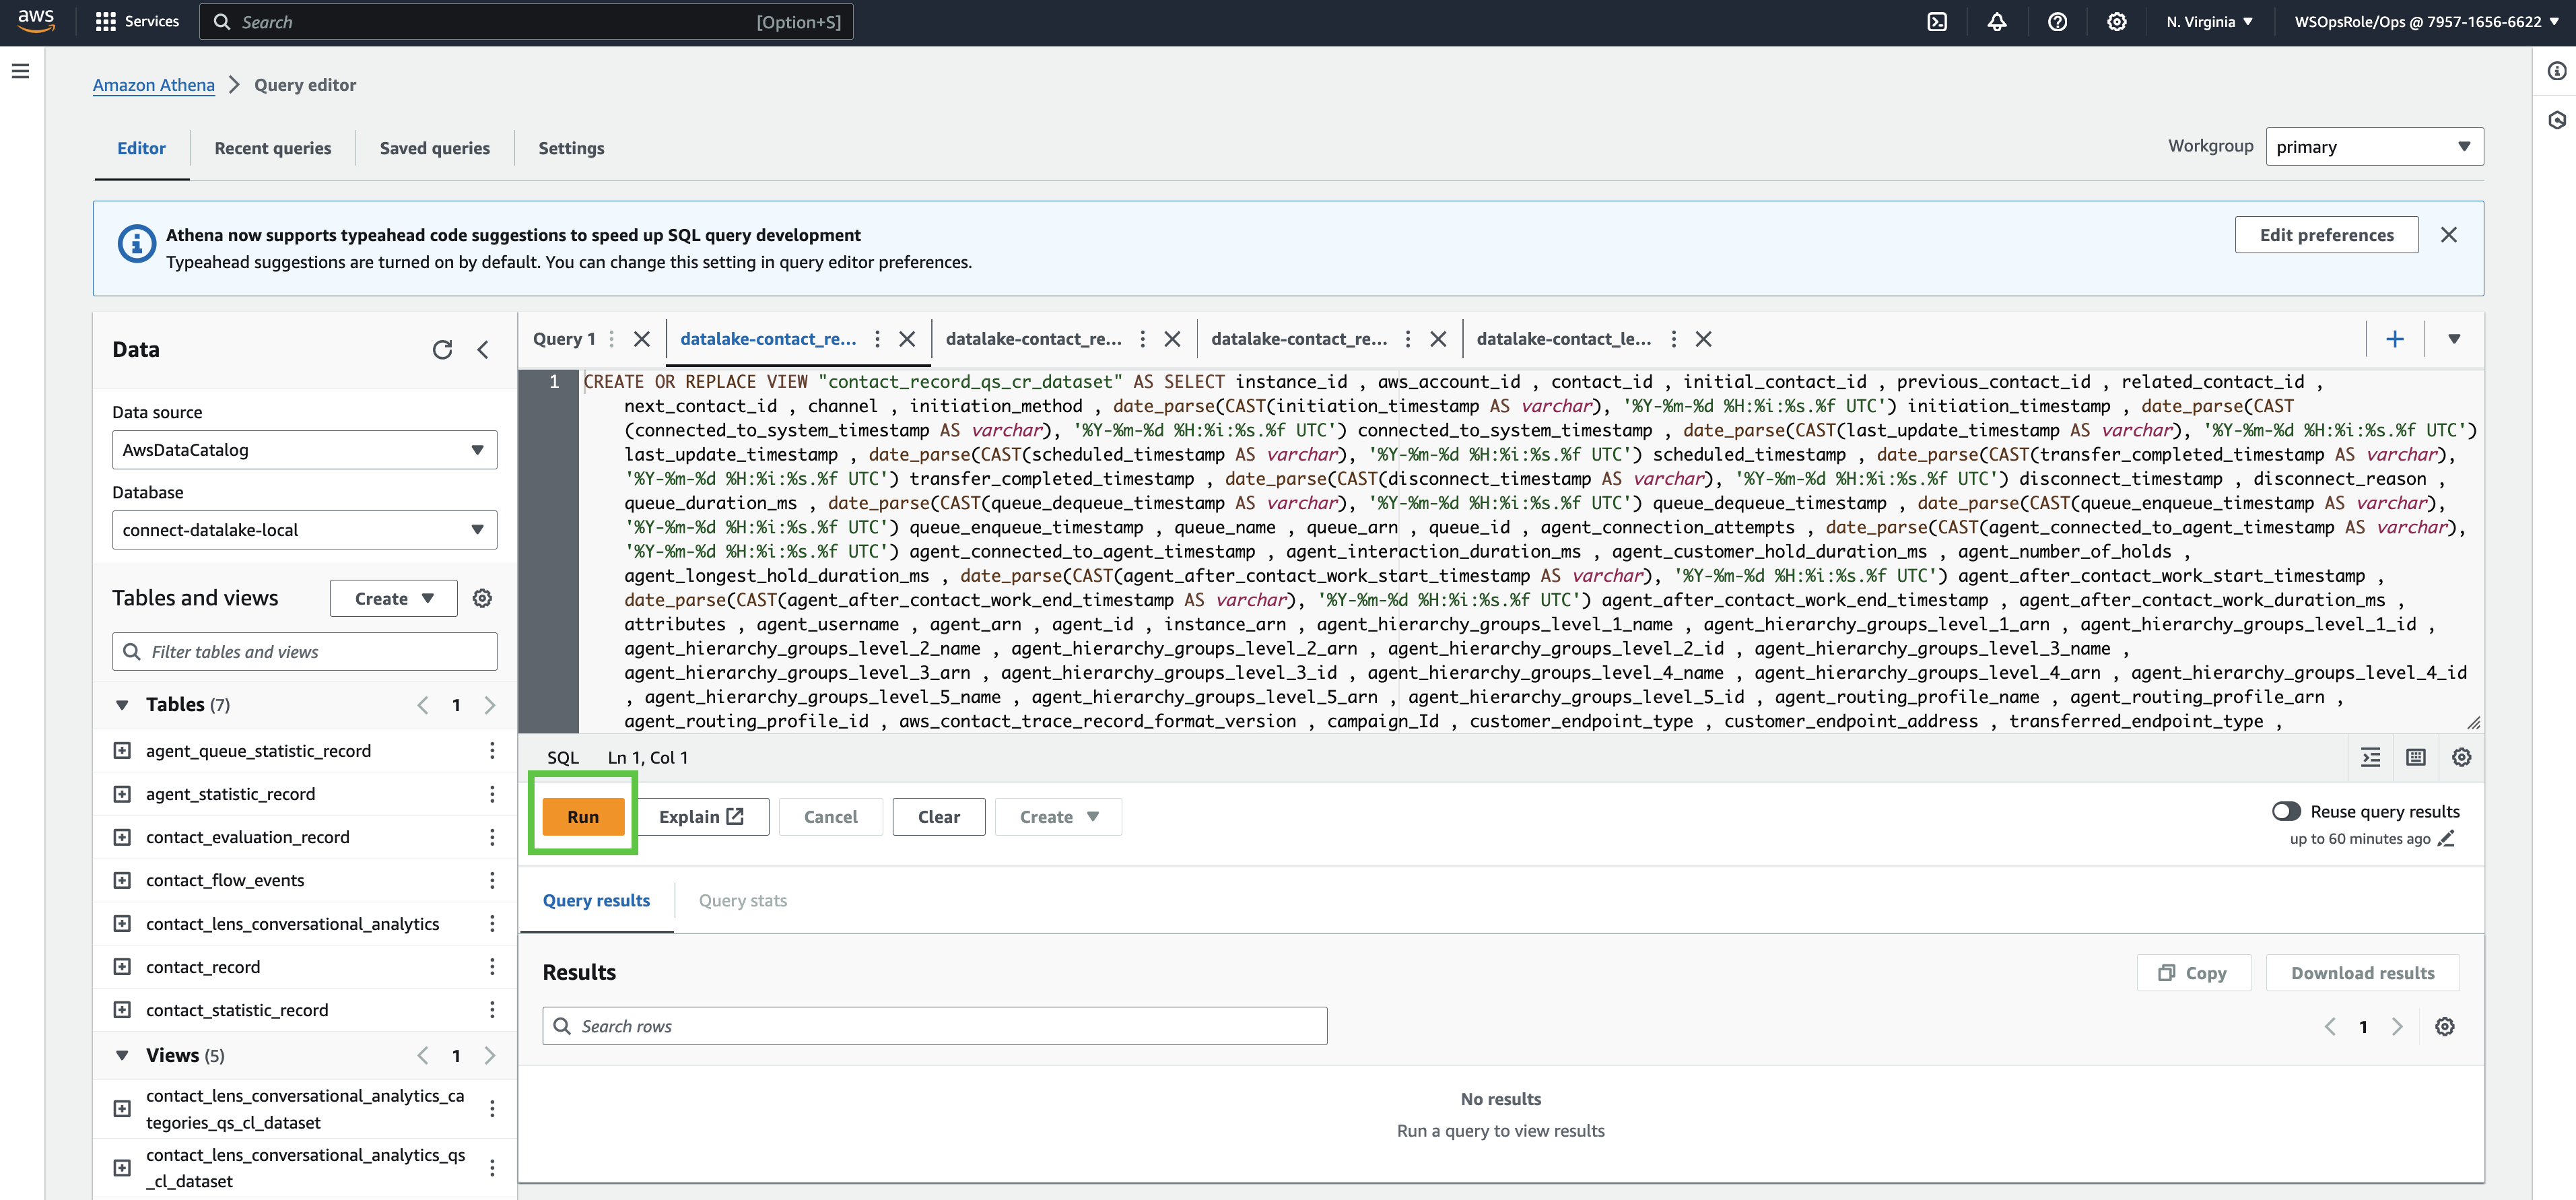 aws
Services
Search
[Option+S]
N. Virginia
WSOpsRole/Ops @ 7957-1656-6622
Amazon Athena
Query editor
Editor
Recent queries
Saved queries
Settings
Workgroup
primary
Athena now supports typeahead code suggestions to speed up SQL query development
Typeahead suggestions are turned on by default. You can change this setting in query editor preferences.
Edit preferences
Data
Data source
AwsDataCatalog
Database
connect-datalake-local
Tables and views
Create
Filter tables and views
Tables (7)
1
agent_queue_statistic_record
agent_statistic_record
contact_evaluation_record
contact_flow_events
contact_lens_conversational_analytics
contact_record
contact_statistic_record
Views (5)
1
contact_lens_conversational_analytics_ca
tegories_qs_cl_dataset
contact_lens_conversational_analytics_qs
_cl_dataset
Query 1
datalake-contact_re...
datalake-contact_re...
datalake-contact_re...
datalake-contact_le...
1
CREATE OR REPLACE VIEW "contact_record_qs_cr_dataset" AS SELECT instance_id , aws_account_id , contact_id , initial_contact_id , previous_contact_id , related_contact_id ,
next_contact_id , channel , initiation_method , date_parse(CAST(initiation_timestamp AS varchar), '%Y-%m-%d %H:%i:%s.%f UTC') initiation_timestamp , date_parse(CAST
(connected_to_system_timestamp AS varchar), '%Y-%m-%d %H:%i:%s.%f UTC') connected_to_system_timestamp , date_parse(CAST(last_update_timestamp AS varchar), '%Y-%m-%d %H:%i:%s.%f UTC')
last_update_timestamp , date_parse(CAST(scheduled_timestamp AS varchar), '%Y-%m-%d %H:%i:%s.%f UTC') scheduled_timestamp , date_parse(CAST(transfer_completed_timestamp AS varchar),
'%Y-%m-%d %H:%i:%s.%f UTC') transfer_completed_timestamp , date_parse(CAST(disconnect_timestamp AS varchar), '%Y-%m-%d %H:%i:%s.%f UTC') disconnect_timestamp , disconnect_reason ,
queue_duration_ms , date_parse(CAST(queue_dequeue_timestamp AS varchar), '%Y-%m-%d %H:%i:%s.%f UTC') queue_dequeue_timestamp , date_parse(CAST(queue_enqueue_timestamp AS varchar),
'%Y-%m-%d %H:%i:%s.%f UTC') queue_enqueue_timestamp , queue_name , queue_arn , queue_id , agent_connection_attempts , date_parse(CAST(agent_connected_to_agent_timestamp AS varchar),
'%Y-%m-%d %H:%i:%s.%f UTC') agent_connected_to_agent_timestamp , agent_interaction_duration_ms , agent_customer_hold_duration_ms , agent_number_of_holds ,
agent_longest_hold_duration_ms , date_parse(CAST(agent_after_contact_work_start_timestamp AS varchar), '%Y-%m-%d %H:%i:%s.%f UTC') agent_after_contact_work_start_timestamp ,
date_parse(CAST(agent_after_contact_work_end_timestamp AS varchar), '%Y-%m-%d %H:%i:%s.%f UTC') agent_after_contact_work_end_timestamp , agent_after_contact_work_duration_ms ,
attributes , agent_username , agent_arn , agent_id , instance_arn , agent_hierarchy_groups_level_1_name , agent_hierarchy_groups_level_1_arn , agent_hierarchy_groups_level_1_id ,
agent_hierarchy_groups_level_2_name , agent_hierarchy_groups_level_2_arn , agent_hierarchy_groups_level_2_id , agent_hierarchy_groups_level_3_name ,
agent_hierarchy_groups_level_3_arn , agent_hierarchy_groups_level_3_id , agent_hierarchy_groups_level_4_name , agent_hierarchy_groups_level_4_arn , agent_hierarchy_groups_level_4_id
, agent_hierarchy_groups_level_5_name , agent_hierarchy_groups_level_5_arn , agent_hierarchy_groups_level_5_id , agent_routing_profile_name , agent_routing_profile_arn ,
agent_routing_profile_id , aws_contact_trace_record_format_version , campaign_Id , customer_endpoint_type , customer_endpoint_address , transferred_endpoint_type ,
SQL
Ln 1, Col 1
Run
Explain
Cancel
Clear
Create
Reuse query results
up to 60 minutes ago
Query results
Query stats
Results
Copy
Download results
Search rows
1
No results
Run a query to view results